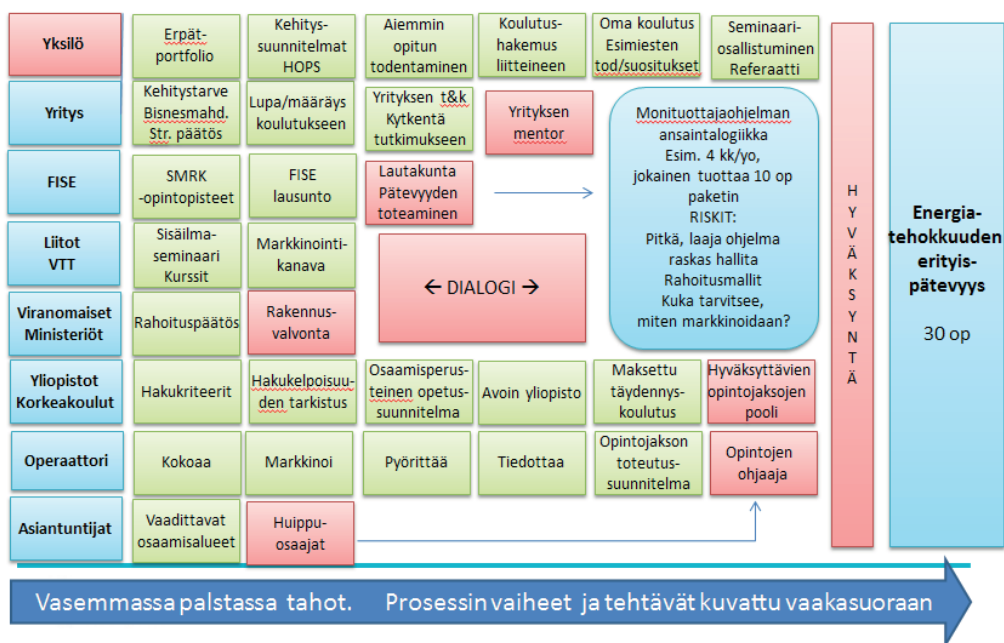 Yksilö
Erpät-
portfolio
Kehitys-
suunnitelmat
HOPS
Aiemmin
opitun
todentaminen
Koulutus-
hakemus
liitteineen
Oma koulutus
Esimiesten
tod/suositukset
Seminaari-
osallistuminen
Referaatti
Yritys
Kehitystarve
Bisnesmahd.
Str. päätös
Lupa/määräys
koulutukseen
Yrityksen t&k
Kytkentä
tutkimukseen
Yrityksen
mentor
Monituottajaohjelman
ansaintalogiikka
Esim. 4 kk/yo,
jokainen tuottaa 10 op
paketin
RISKIT:
Pitkä, laaja ohjelma
raskas hallita
Rahoitusmallit
Kuka tarvitsee,
miten markkinoidaan?
FISE
SMRK
-opintopisteet
FISE
lausunto
Lautakunta
Pätevyyden
toteaminen
Liitot
VTT
Sisäilma-
seminaari
Kurssit
Markkinointi-
kanava
← DIALOGI →
Viranomaiset
Ministeriöt
Rahoituspäätös
Rakennus-
valvonta
Yliopistot
Korkeakoulut
Hakukriteerit
Hakukelpoisuu-
den tarkistus
Osaamisperus-
teinen opetus-
suunnitelma
Avoin yliopisto
Maksettu
täydennys-
koulutus
Hyväksyttävien
opintojaksojen
pooli
Operaattori
Kokoaa
Markkinoi
Pyörittää
Tiedottaa
Opintojakson
toteutus-
suunnitelma
Opintojen
ohjaaja
Asiantuntijat
Vaadittavat
osaamisalueet
Huippu-
osaajat
H
Y
V
Ä
K
S
Y
N
T
Ä
Energia-
tehokkuuden
erityis-
pätevyys
30 op
Vasemmassa palstassa tahot. Prosessin vaiheet ja tehtävät kuvattu vaakasuoraan